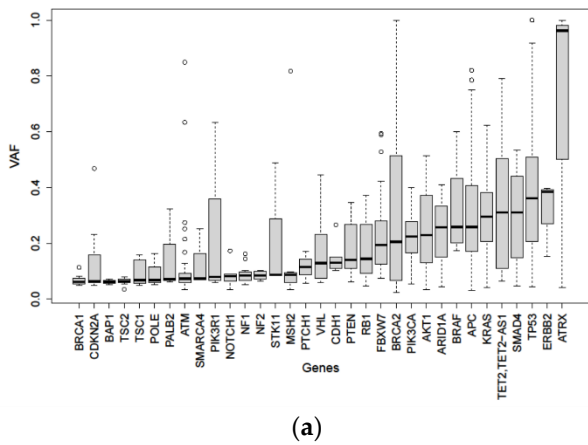 VAF
1.0
0.8
0.6
0.4
0.2
0.0
BRCA1
CDKN2A
BAP1
TSC2
TSC1
POLE
PALB2
ATM
SMARCA4
PIK3R1
NOTCH1
NF1
NF2
STK11
MSH2
PTCH1
VHL
CDH1
PTEN
RB1
FBXW7
BRCA2
PIK3CA
AKT1
ARID1A
BRAF
APC
KRAS
TET2,TET2-AS1
SMAD4
TP53
ERBB2
ATRX
Genes
(a)